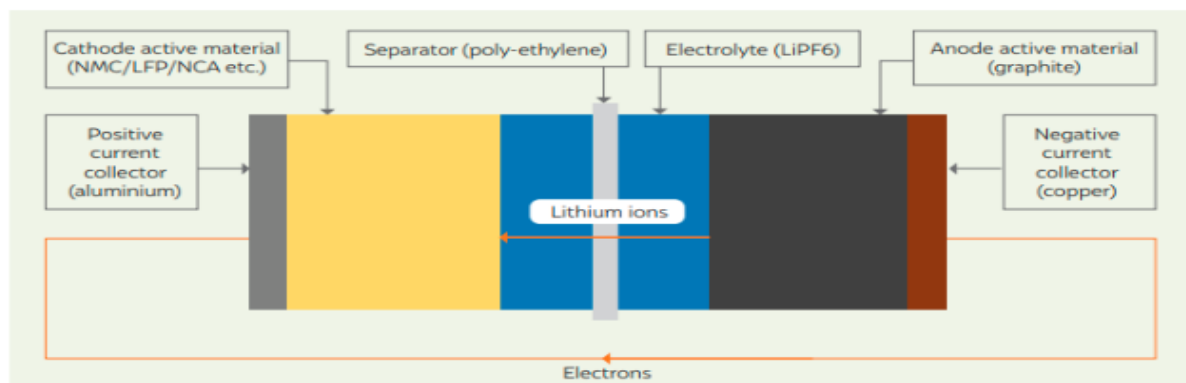 Cathode active material
(NMC/LFP/NCA etc.)
Separator (poly-ethylene)
Electrolyte (LiPF6)
Anode active material
(graphite)
Positive
current
collector
(aluminium)
Negative
current
collector
(copper)
Lithium ions
Electrons